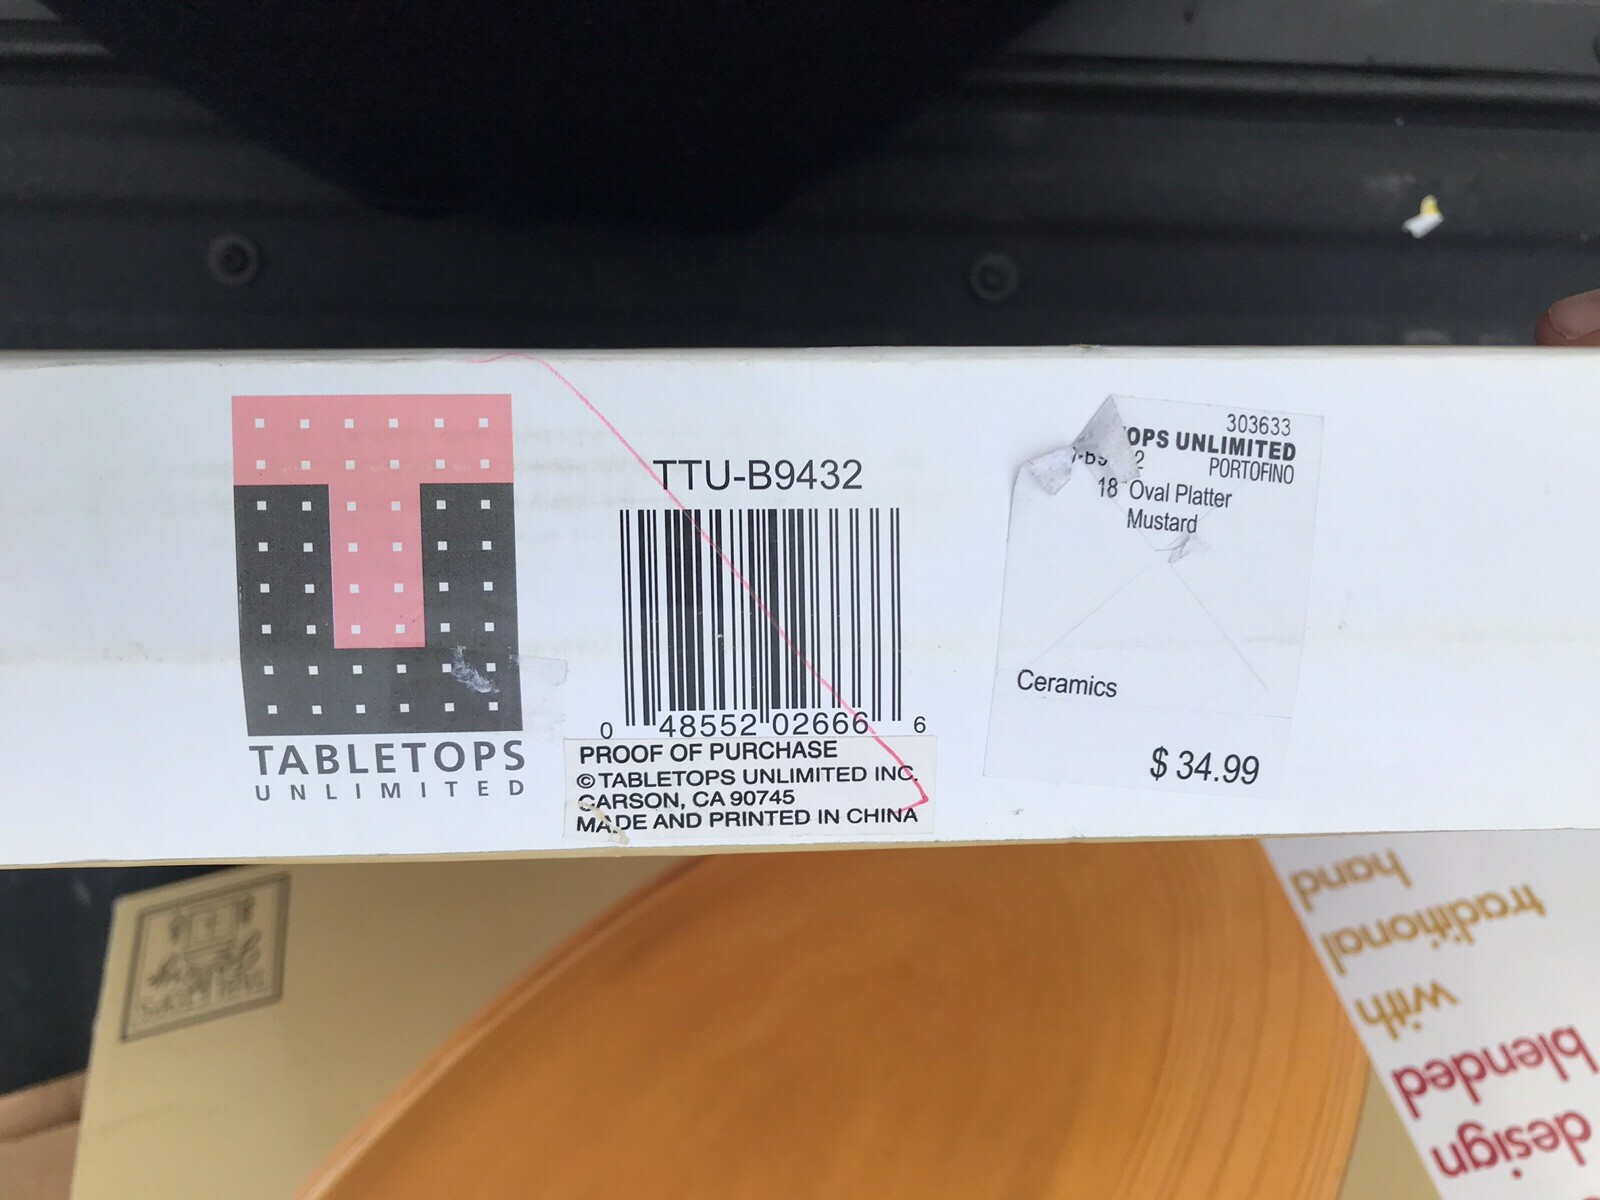 TABLETOPS
UNLIMITED
TTU-B9432
0 48552 02666 6
PROOF OF PURCHASE
© TABLETOPS UNLIMITED INC.
CARSON, CA 90745
MADE AND PRINTED IN CHINA
303633
OPS UNLIMITED
PORTOFINO
18" Oval Platter
Mustard
Ceramics
$ 34.99
design
blended
with
traditional
hand